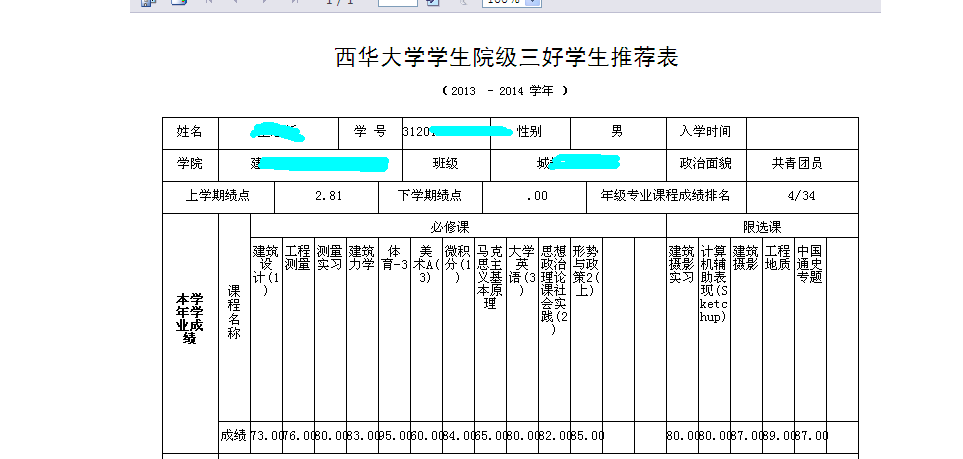 1 / 1 100%
西华大学学生院级三好学生推荐表
( 2013 - 2014 学年 )
姓名 学 号 3120 性别 男 入学时间
学院 建 班级 城 政治面貌 共青团员
上学期绩点 2.81 下学期绩点 .00 年级专业课程成绩排名 4/34
本学年学业成绩
课程名称
必修课 限选课
建筑设计(1)
工程测量
测量实习
建筑力学
体育-3
美术A(3)
微积分(1)
马克思主义基本原理
大学英语(3)
思想政治理论课社会实践(2)
形势与政策2(上)
建筑摄影实习
计算机辅助表现(Sketchup)
建筑摄影
工程地质
中国通史专题
成绩 73.00 76.00 80.00 83.00 95.00 60.00 84.00 65.00 80.00 82.00 85.00 80.00 80.00 87.00 89.00 87.00